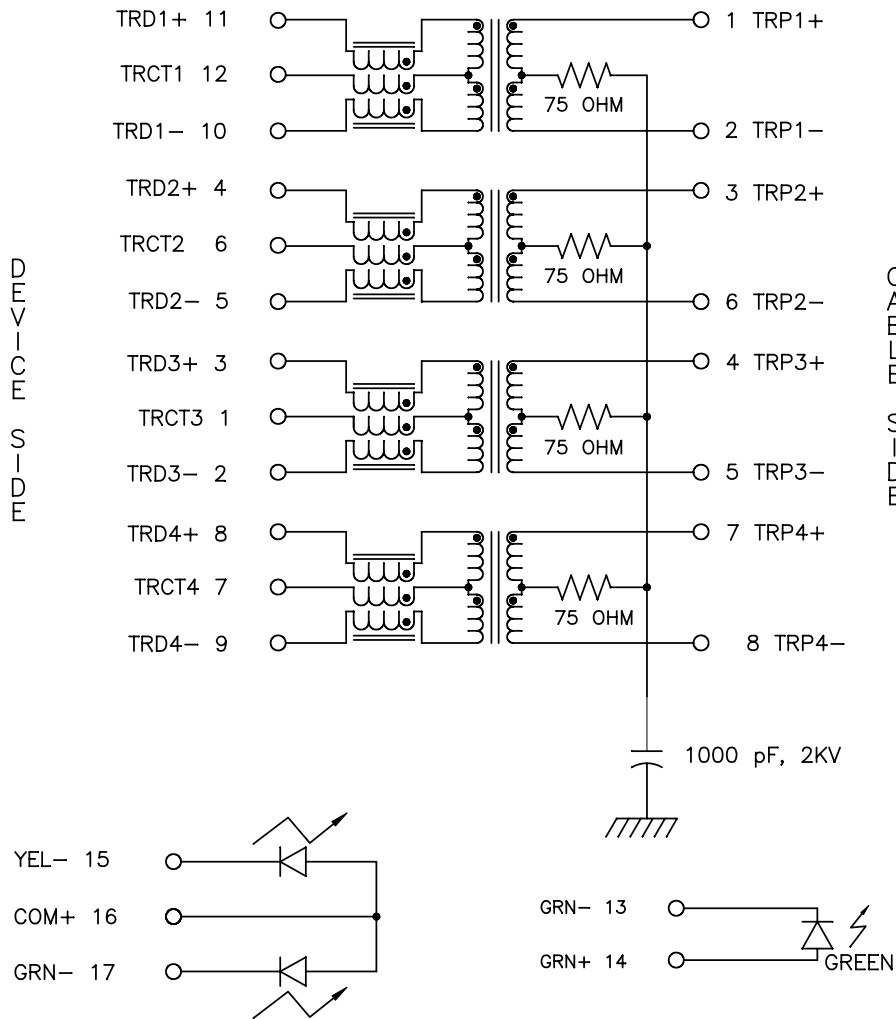 TRD1+ 11
1 TRP1+
TRCT1 12
75 OHM
TRD1- 10
2 TRP1-
TRD2+ 4
3 TRP2+
TRCT2 6
75 OHM
TRD2- 5
6 TRP2-
DEVICE SIDE
TRD3+ 3
4 TRP3+
TRCT3 1
75 OHM
TRD3- 2
5 TRP3-
TRD4+ 8
7 TRP4+
TRCT4 7
75 OHM
TRD4- 9
8 TRP4-
1000 pF, 2KV
YEL- 15
COM+ 16
GRN- 17
GRN- 13
GRN+ 14
GREEN